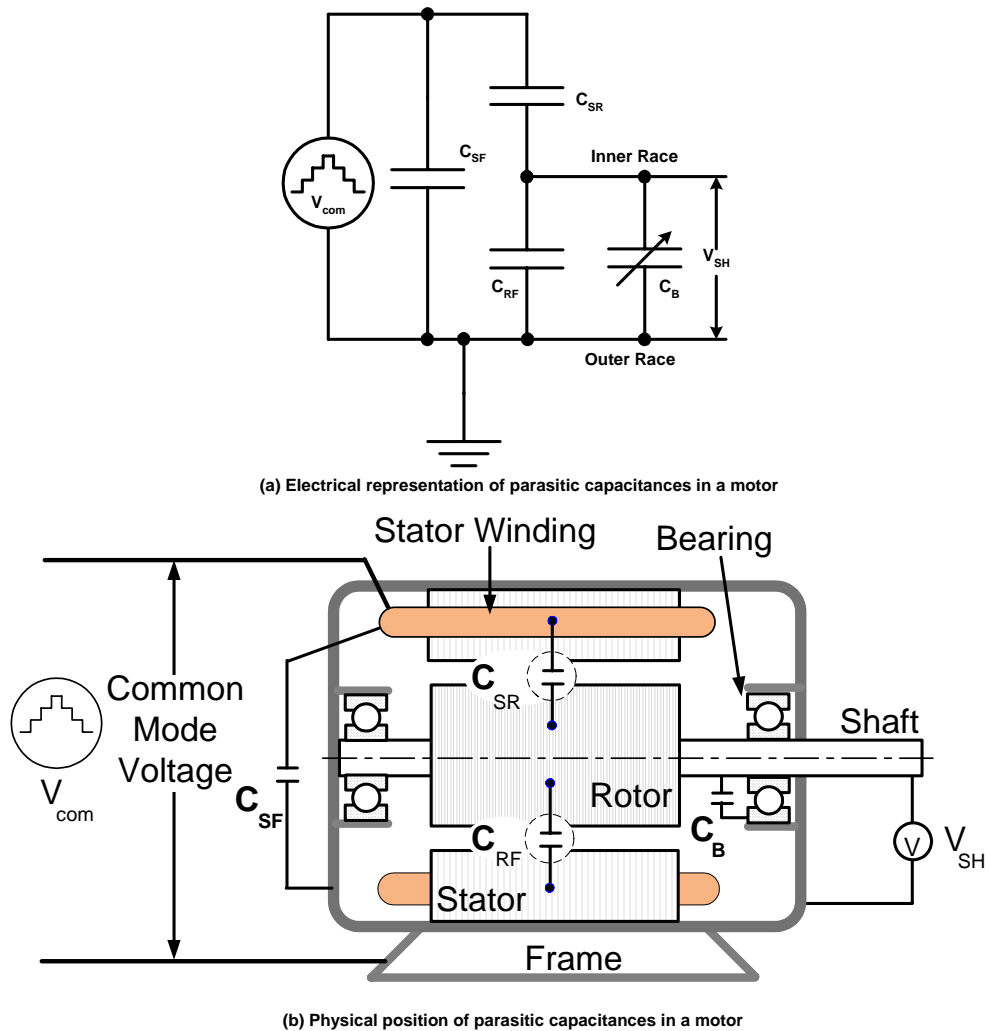 C_SR
C_SF
Inner Race
V_com
V_SH
C_RF
C_B
Outer Race
(a) Electrical representation of parasitic capacitances in a motor
Stator Winding
Bearing
C_SR
Common
Mode
Voltage
Shaft
V_com
Rotor
C_SF
C_RF
C_B
V
V_SH
Stator
Frame
(b) Physical position of parasitic capacitances in a motor